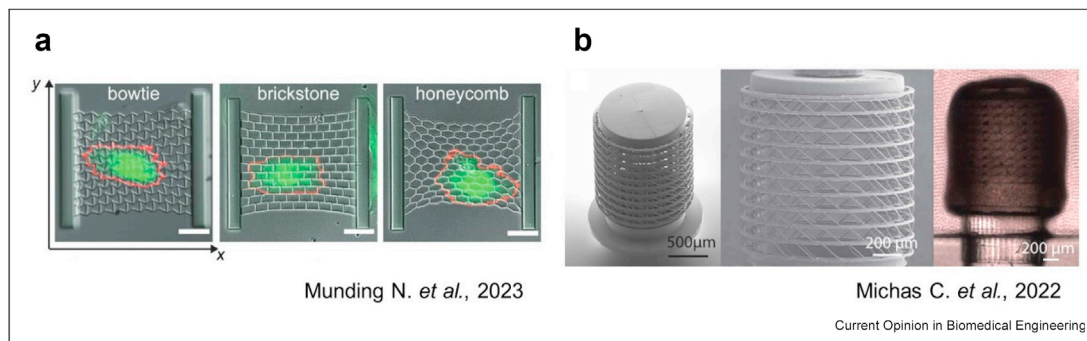 a
b
y
bowtie
brickstone
honeycomb
x
500µm
200 µm
200 µm
Munding N. et al., 2023
Michas C. et al., 2022
Current Opinion in Biomedical Engineering